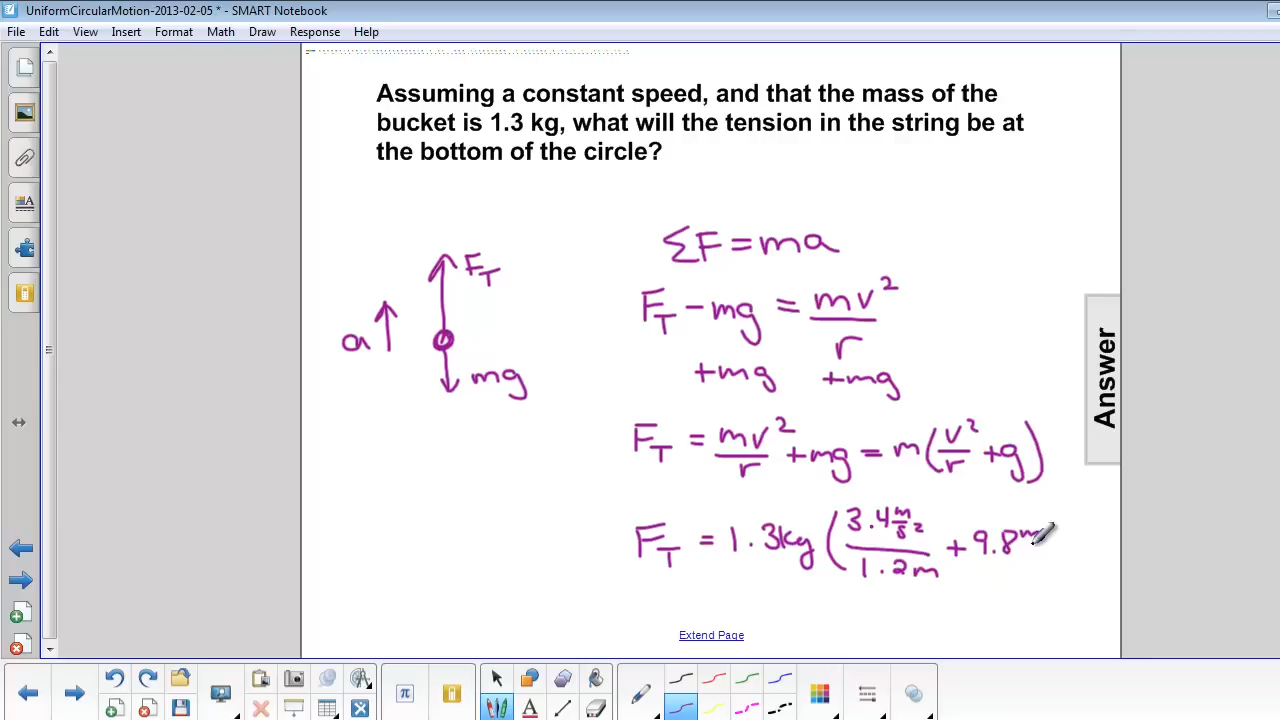 UniformCircularMotion-2013-02-05 * - SMART Notebook
File Edit View Insert Format Math Draw Response Help
Assuming a constant speed, and that the mass of the
bucket is 1.3 kg, what will the tension in the string be at
the bottom of the circle?
ΣF = ma
F_T
F_T - mg = mv²/r
a
mg
+mg +mg
F_T = mv²/r + mg = m(v²/r + g)
F_T = 1.3kg (3.4 m/s²/1.2m + 9.8 m
Answer
Extend Page
π
A